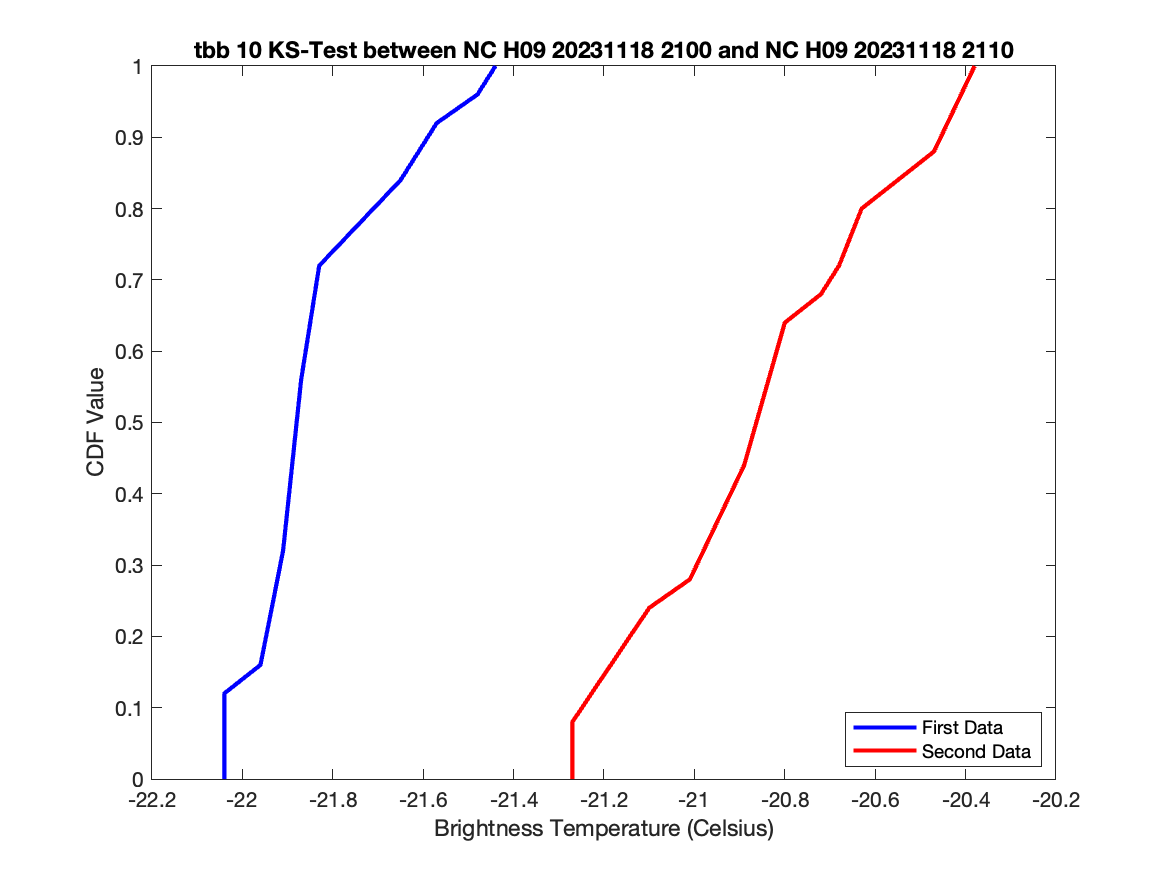 tbb 10 KS-Test between NC H09 20231118 2100 and NC H09 20231118 2110
1
0.9
0.8
0.7
0.6
0.5
0.4
0.3
0.2
0.1
0
CDF Value
First Data
Second Data
-22.2 -22 -21.8 -21.6 -21.4 -21.2 -21 -20.8 -20.6 -20.4 -20.2
Brightness Temperature (Celsius)